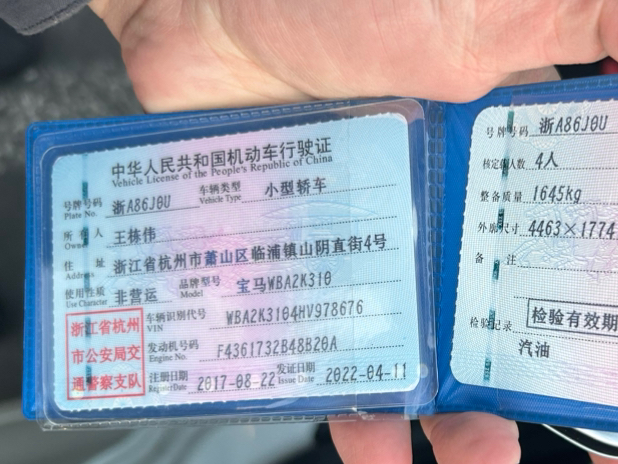 中华人民共和国机动车行驶证
Vehicle License of the People's Republic of China
号牌号码 浙A86J0U 车辆类型 小型轿车
Plate No. Vehicle Type
所有人 王栋伟
Owner
住址 浙江省杭州市萧山区临浦镇山阴直街4号
Address
使用性质 非营运 品牌型号 宝马WBA2K310
Use Character Model
浙江省杭州市公安局交通警察支队
车辆识别代号 WBA2K3104HV978676
VIN
发动机号码 F4361732B48B20A
Engine No.
注册日期 2017-08-22 发证日期 2022-04-11
Register Date Issue Date
号牌号码 浙A86J0U
核定载人数 4人
整备质量 1645kg
外廓尺寸 4463×1774
备注
检验记录 检验有效期
汽油